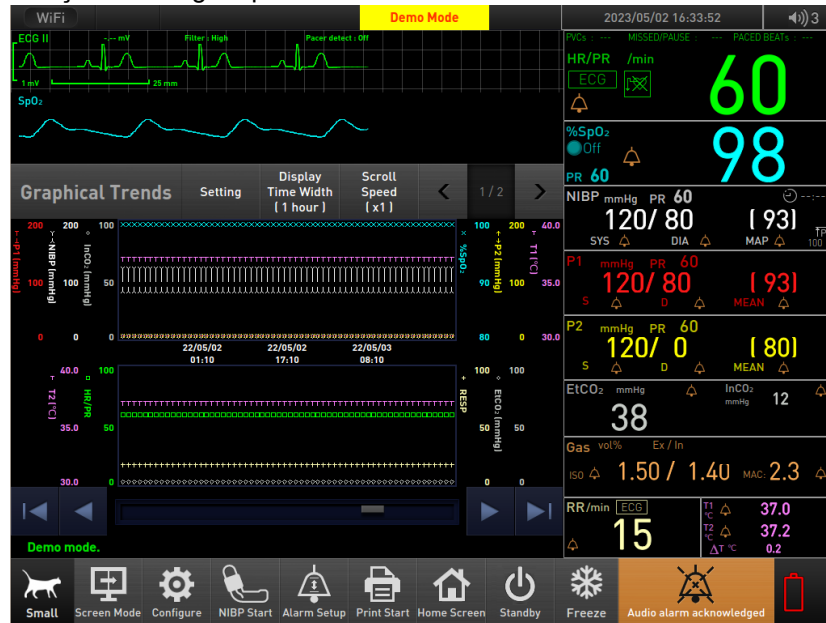 WiFi
Demo Mode
2023/05/02 16:33:52
3
ECG II
-.-- mV
Filter : High
Pacer detect : Off
1 mV
25 mm
SpO₂
PVCs : ---
MISSED/PAUSE : ---
PACED BEATs : ---
HR/PR /min
ECG
60
%SpO₂
Off
PR 60
98
Graphical Trends
Setting
Display
Time Width
( 1 hour )
Scroll
Speed
( x1 )
1 / 2
NIBP mmHg PR 60
--:--
120/ 80 ( 93)
SYS DIA MAP
100
P1 mmHg PR 60
120/ 80 ( 93)
S D MEAN
P2 mmHg PR 60
120/ 0 ( 80)
S D MEAN
EtCO₂ mmHg
38
InCO₂
mmHg
12
Gas vol% Ex / In
ISO 1.50 / 1.40 MAC: 2.3
RR/min ECG
15
T1 °C 37.0
T2 °C 37.2
ΔT °C 0.2
200 200 100
P1 (mmHg)
NIBP (mmHg)
InCO₂ (mmHg)
100 100 50
0 0 0
100 200 40.0
%SpO₂
P2 (mmHg)
T1 (°C)
90 100 35.0
80 0 30.0
22/05/02 22/05/02 22/05/03
01:10 17:10 08:10
40.0 100
T2 (°C)
HR/PR
35.0 50
30.0 0
100 100
RESP
EtCO₂ (mmHg)
50 50
0 0
Demo mode.
Small
Screen Mode
Configure
NIBP Start
Alarm Setup
Print Start
Home Screen
Standby
Freeze
Audio alarm acknowledged